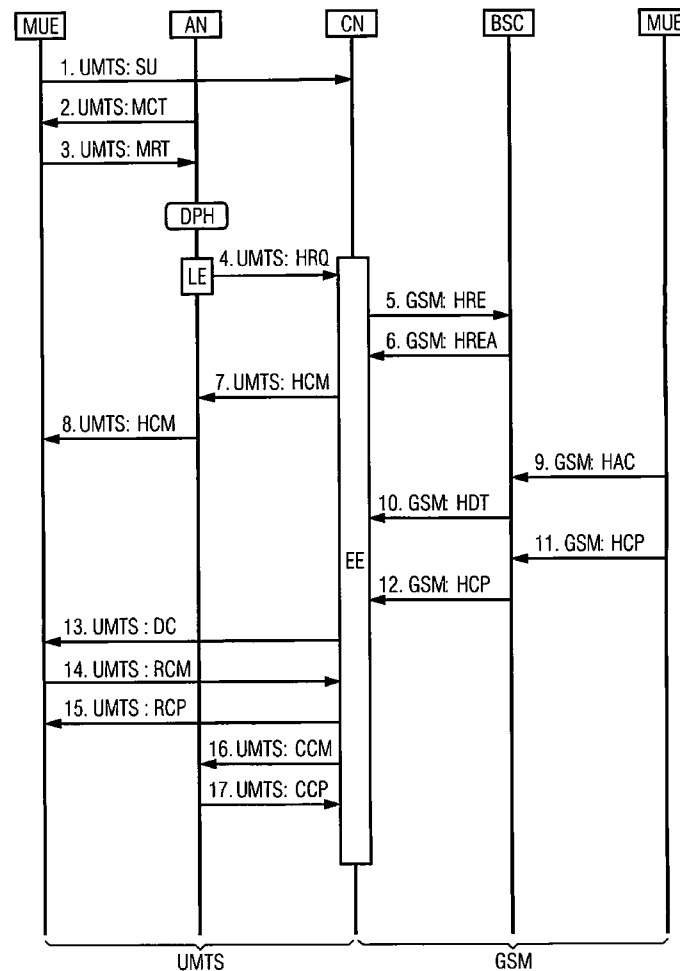 MUE AN CN BSC MUE
1. UMTS: SU
2. UMTS: MCT
3. UMTS: MRT
DPH
LE
4. UMTS: HRQ
5. GSM: HRE
6. GSM: HREA
7. UMTS: HCM
8. UMTS: HCM
9. GSM: HAC
10. GSM: HDT
11. GSM: HCP
EE
12. GSM: HCP
13. UMTS : DC
14. UMTS : RCM
15. UMTS : RCP
16. UMTS: CCM
17. UMTS: CCP
UMTS GSM